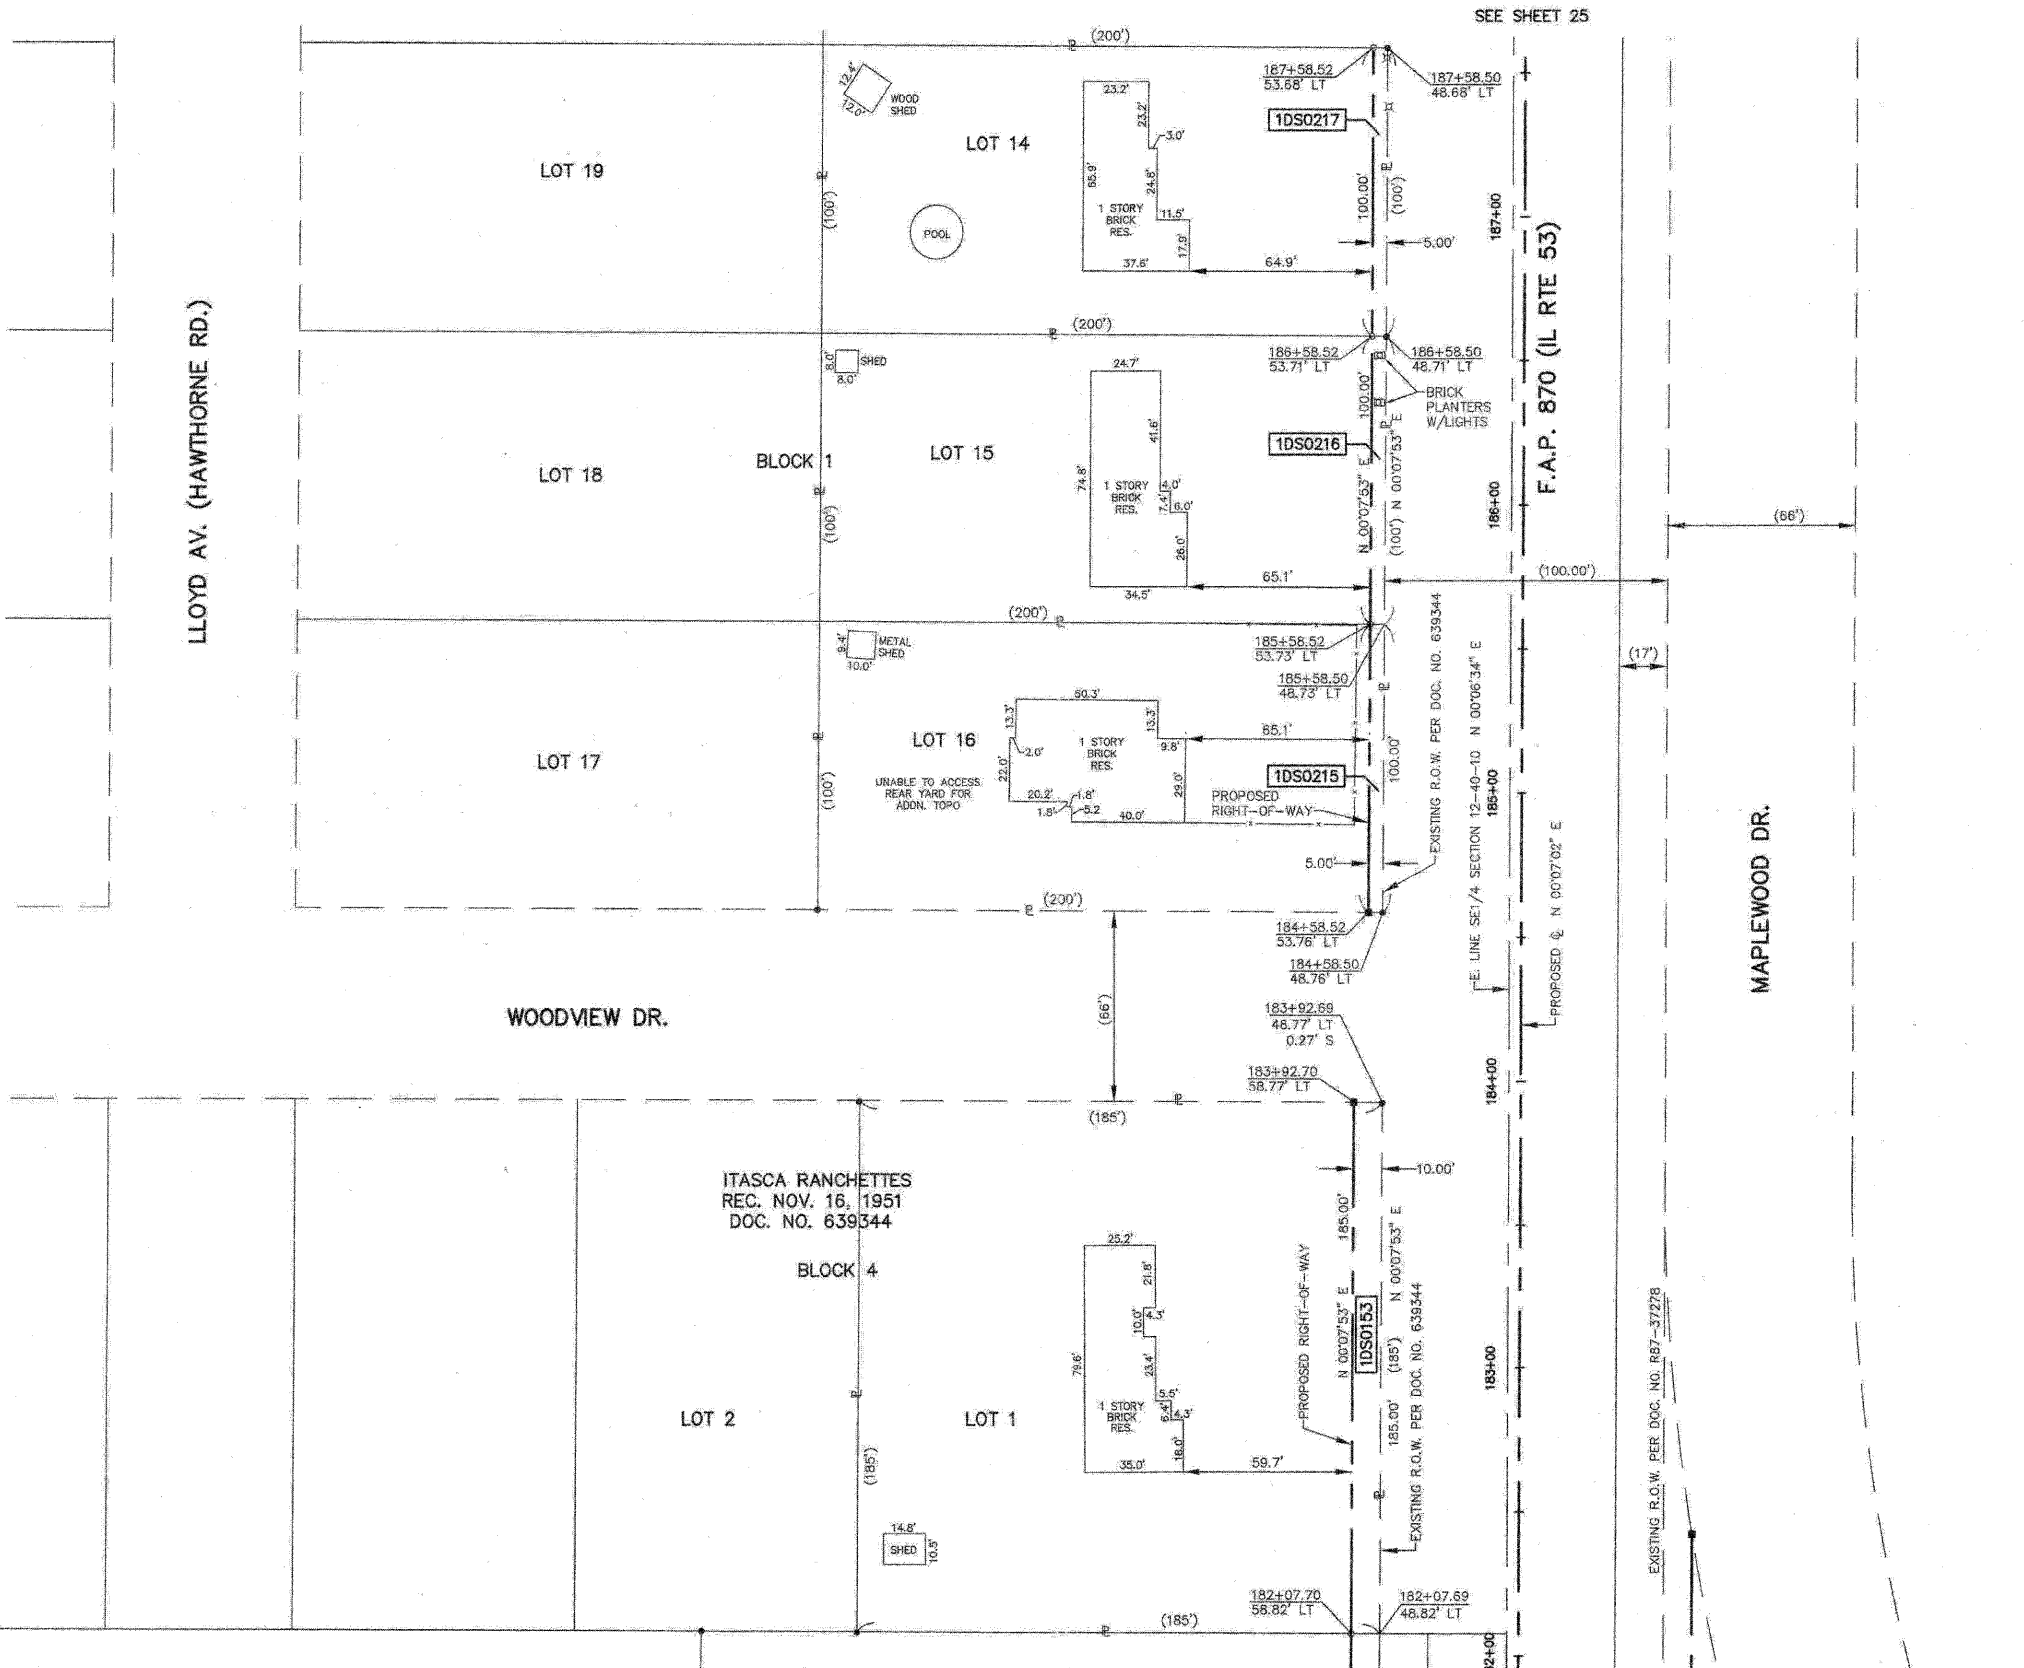 SEE SHEET 25
(200')
187+58.52
53.68' LT
187+58.50
48.68' LT
12.4'
12.0'
WOOD
SHED
23.2'
23.2'
3.0'
1DS0217
LOT 14
LOT 19
65.9'
24.8'
(100')
100.00'
(100')
187+00
1 STORY
BRICK
RES.
11.5'
17.9'
POOL
5.00'
37.6'
64.9'
F.A.P. 870 (IL RTE 53)
LLOYD AV. (HAWTHORNE RD.)
(200')
186+58.52
53.71' LT
186+58.50
48.71' LT
8.0'
SHED
8.0'
24.7'
100.00'
BRICK
PLANTERS
W/LIGHTS
1DS0216
41.6'
LOT 15
BLOCK 1
LOT 18
74.8'
1 STORY
BRICK
RES.
4.0'
7.4'
6.0'
26.0'
(100')
N 00°07'53" E
(100') N 00°07'53" E
186+00
(66')
34.5'
65.1'
(100.00')
(200')
185+58.52
53.73' LT
185+58.50
48.73' LT
9.4'
METAL
SHED
10.0'
(17')
EXISTING R.O.W. PER DOC. NO. 639344
E. LINE SE1/4 SECTION 12-40-10 N 00°06'34" E
60.3'
13.3'
13.3'
LOT 16
2.0'
1 STORY
BRICK
RES.
9.8'
65.1'
LOT 17
22.0'
UNABLE TO ACCESS
REAR YARD FOR
ADDN. TOPO
20.2'
1.8'
1.8'
5.2
40.0'
29.0'
(100')
1DS0215
100.00'
185+00
PROPOSED
RIGHT-OF-WAY
5.00'
PROPOSED ℄ N 00°07'02" E
MAPLEWOOD DR.
(200')
184+58.52
53.76' LT
184+58.50
48.76' LT
(66')
WOODVIEW DR.
183+92.69
48.77' LT
0.27' S
183+92.70
58.77' LT
184+00
(185')
10.00'
ITASCA RANCHETTES
REC. NOV. 16, 1951
DOC. NO. 639344
BLOCK 4
25.2'
21.8'
4.3'
10.0'
23.4'
79.6'
5.5'
6.4'
4.3'
18.0'
1 STORY
BRICK
RES.
35.0'
59.7'
LOT 2
LOT 1
(185')
185.00'
N 00°07'53" E
PROPOSED RIGHT-OF-WAY
1DS0153
185.00' (185') N 00°07'53" E
EXISTING R.O.W. PER DOC. NO. 639344
183+00
EXISTING R.O.W. PER DOC. NO. R87-37278
14.8'
SHED
10.5'
182+07.70
58.82' LT
182+07.69
48.82' LT
(185')